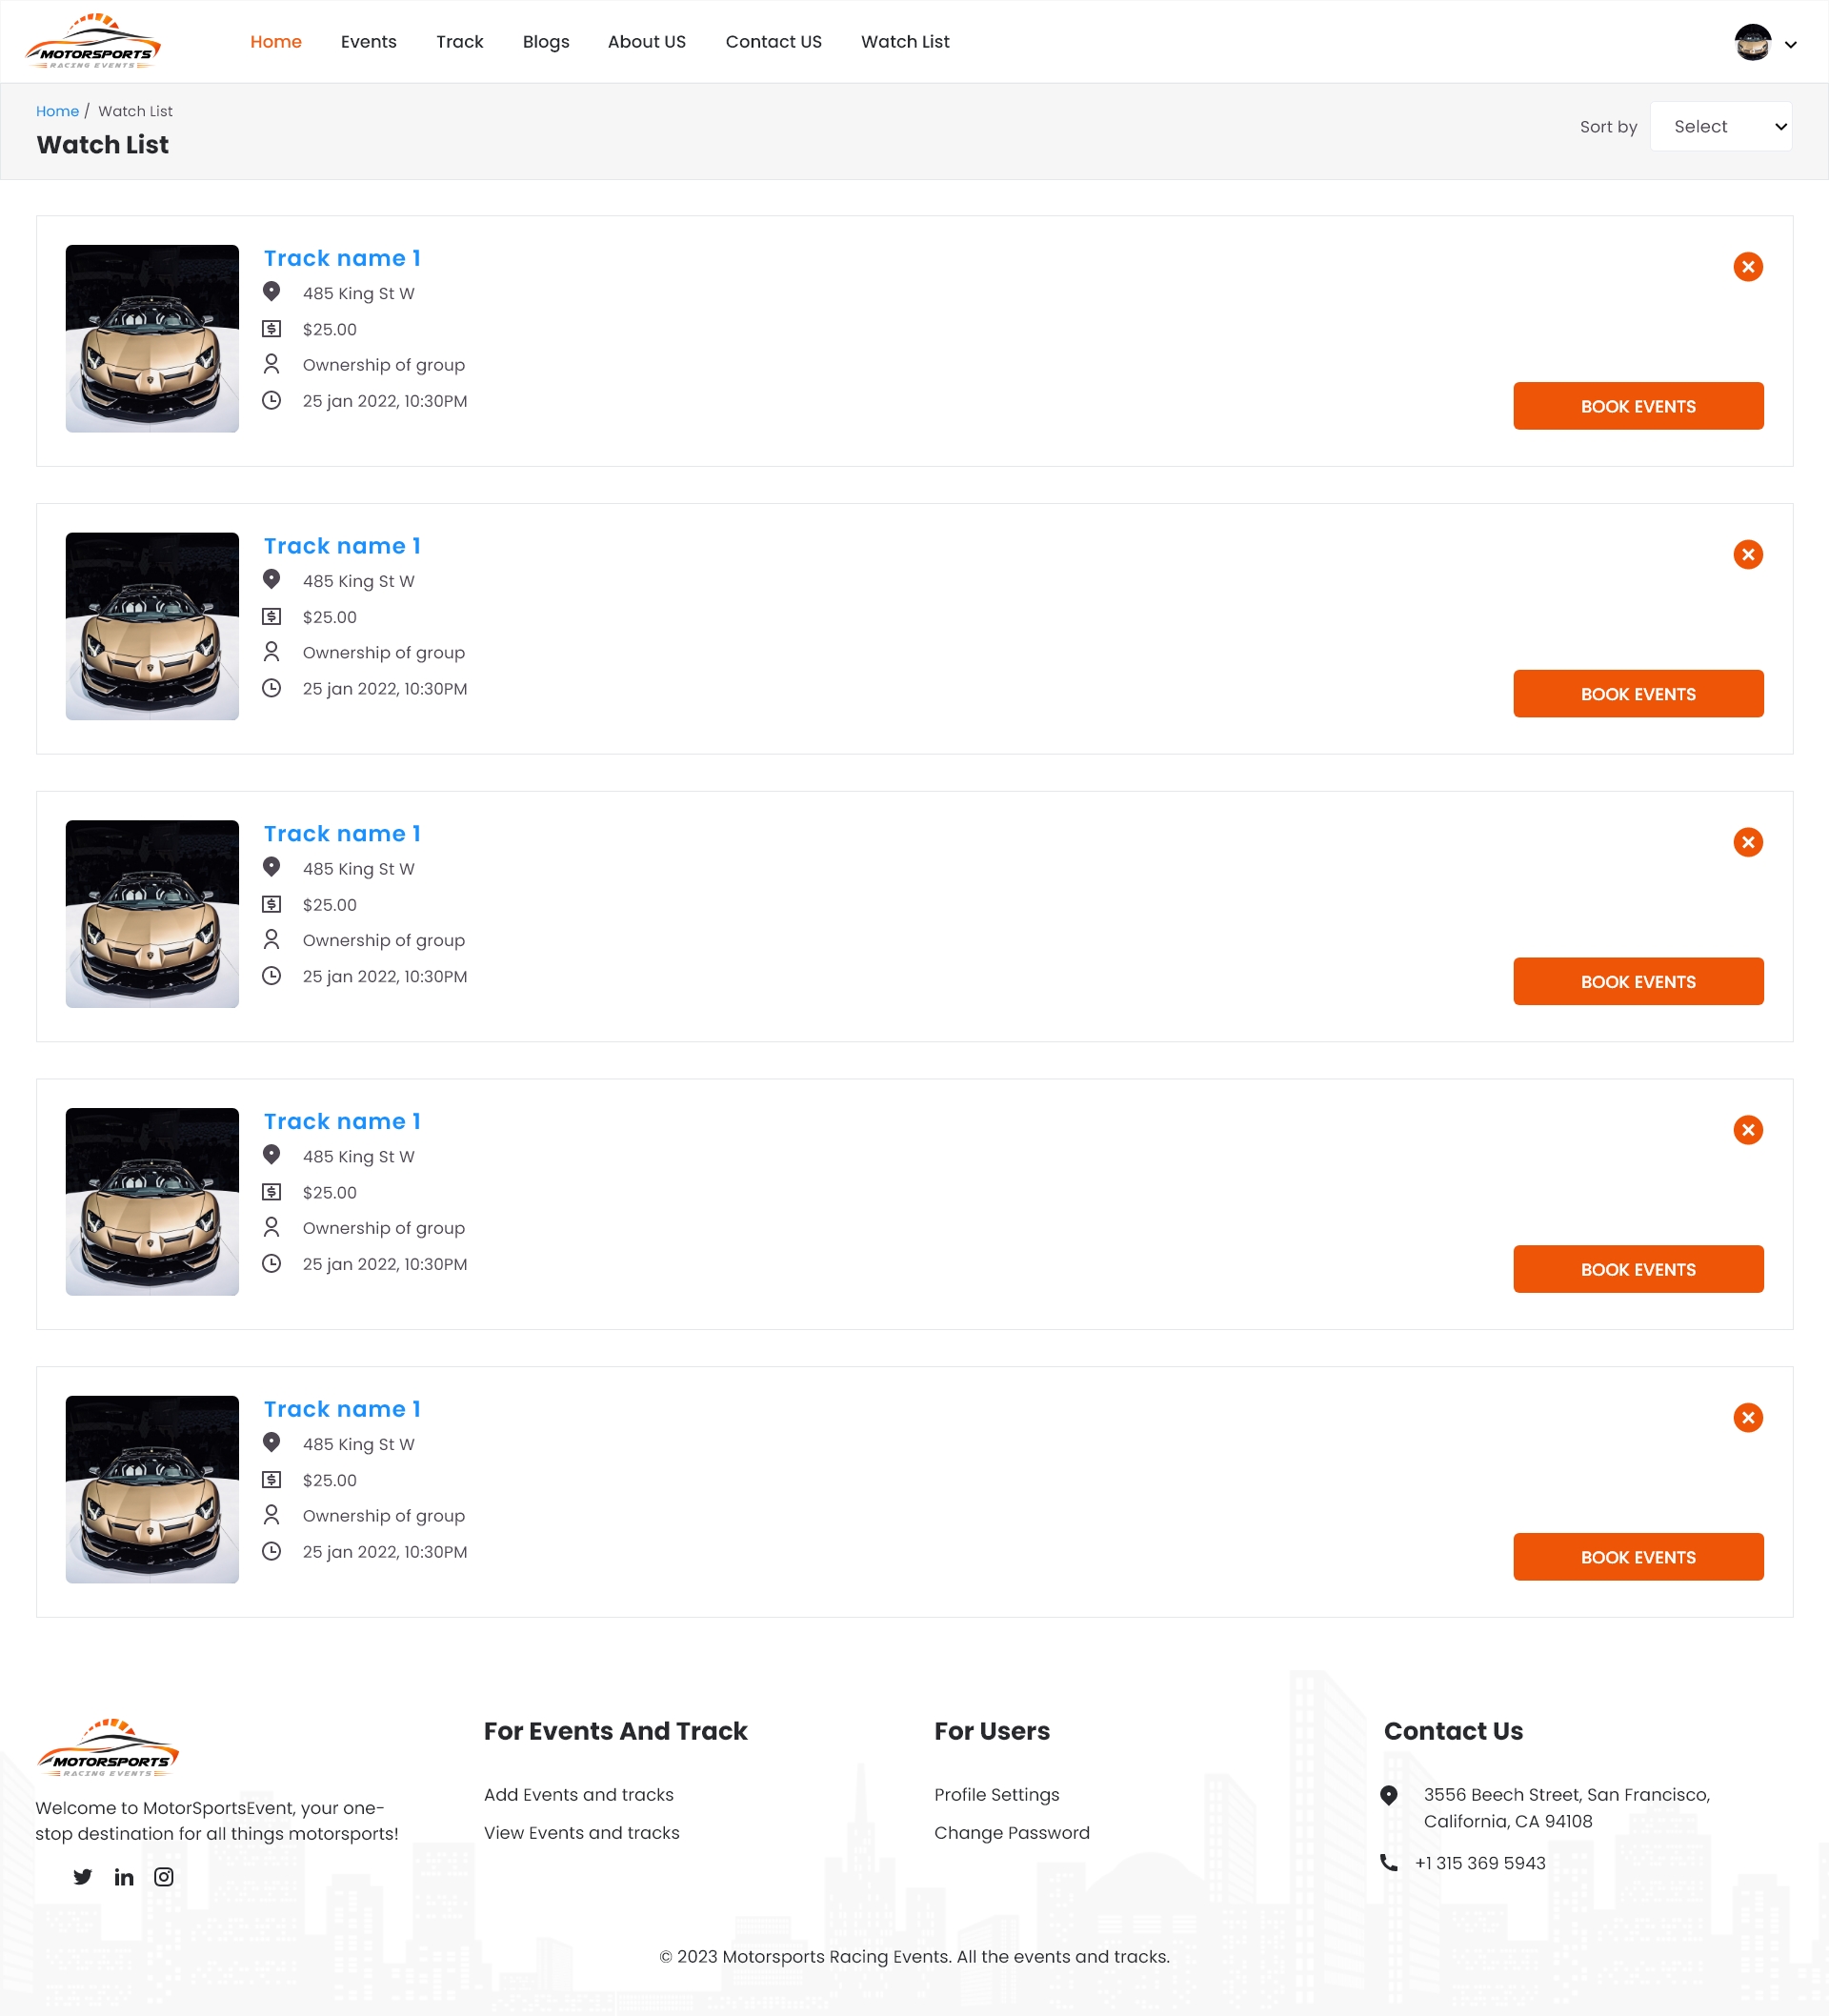 MOTORSPORTS
RACING EVENTS
Home Events Track Blogs About US Contact US Watch List
Home / Watch List
Watch List
Sort by Select
Track name 1
485 King St W
$25.00
Ownership of group
25 jan 2022, 10:30PM
BOOK EVENTS
Track name 1
485 King St W
$25.00
Ownership of group
25 jan 2022, 10:30PM
BOOK EVENTS
Track name 1
485 King St W
$25.00
Ownership of group
25 jan 2022, 10:30PM
BOOK EVENTS
Track name 1
485 King St W
$25.00
Ownership of group
25 jan 2022, 10:30PM
BOOK EVENTS
Track name 1
485 King St W
$25.00
Ownership of group
25 jan 2022, 10:30PM
BOOK EVENTS
MOTORSPORTS
RACING EVENTS
Welcome to MotorSportsEvent, your one-
stop destination for all things motorsports!
For Events And Track
Add Events and tracks
View Events and tracks
For Users
Profile Settings
Change Password
Contact Us
3556 Beech Street, San Francisco,
California, CA 94108
+1 315 369 5943
© 2023 Motorsports Racing Events. All the events and tracks.